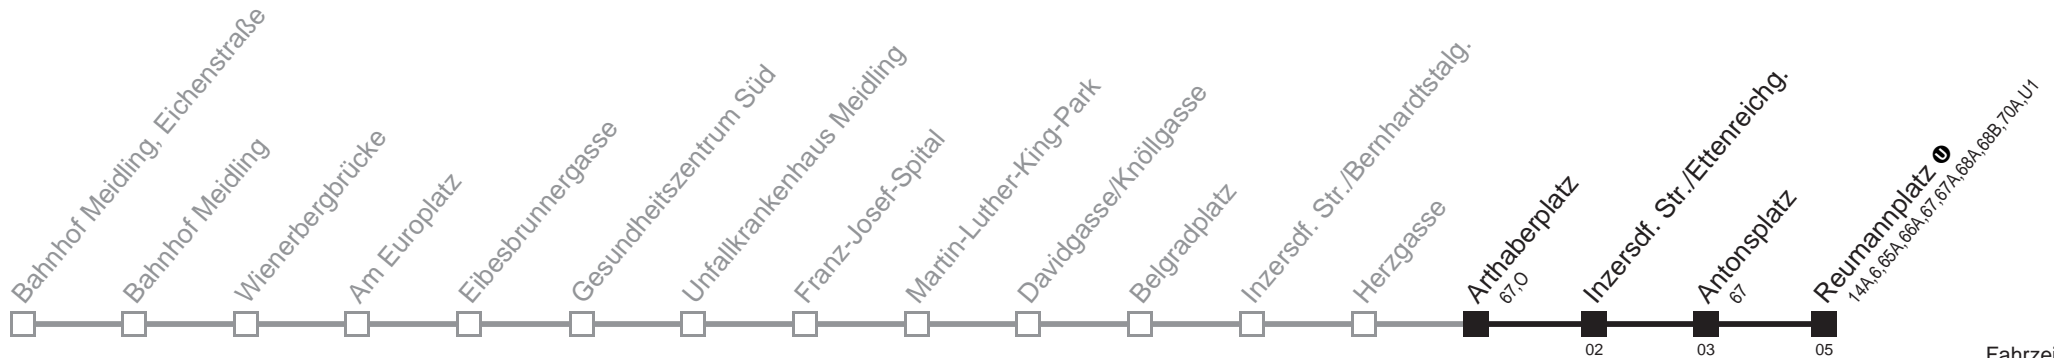 Bahnhof Meidling, Eichenstraße
Bahnhof Meidling
Wienerbergbrücke
Am Europlatz
Eibesbrunnergasse
Gesundheitszentrum Süd
Unfallkrankenhaus Meidling
Franz-Josef-Spital
Martin-Luther-King-Park
Davidgasse/Knöllgasse
Belgradplatz
Inzersdf. Str./Bernhardtstalg.
Herzgasse
Arthaberplatz
67,O
Inzersdf. Str./Ettenreichg.
Antonsplatz
67
Reumannplatz U
14A,6,65A,66A,67,67A,68A,68B,70A,U1
02
03
05